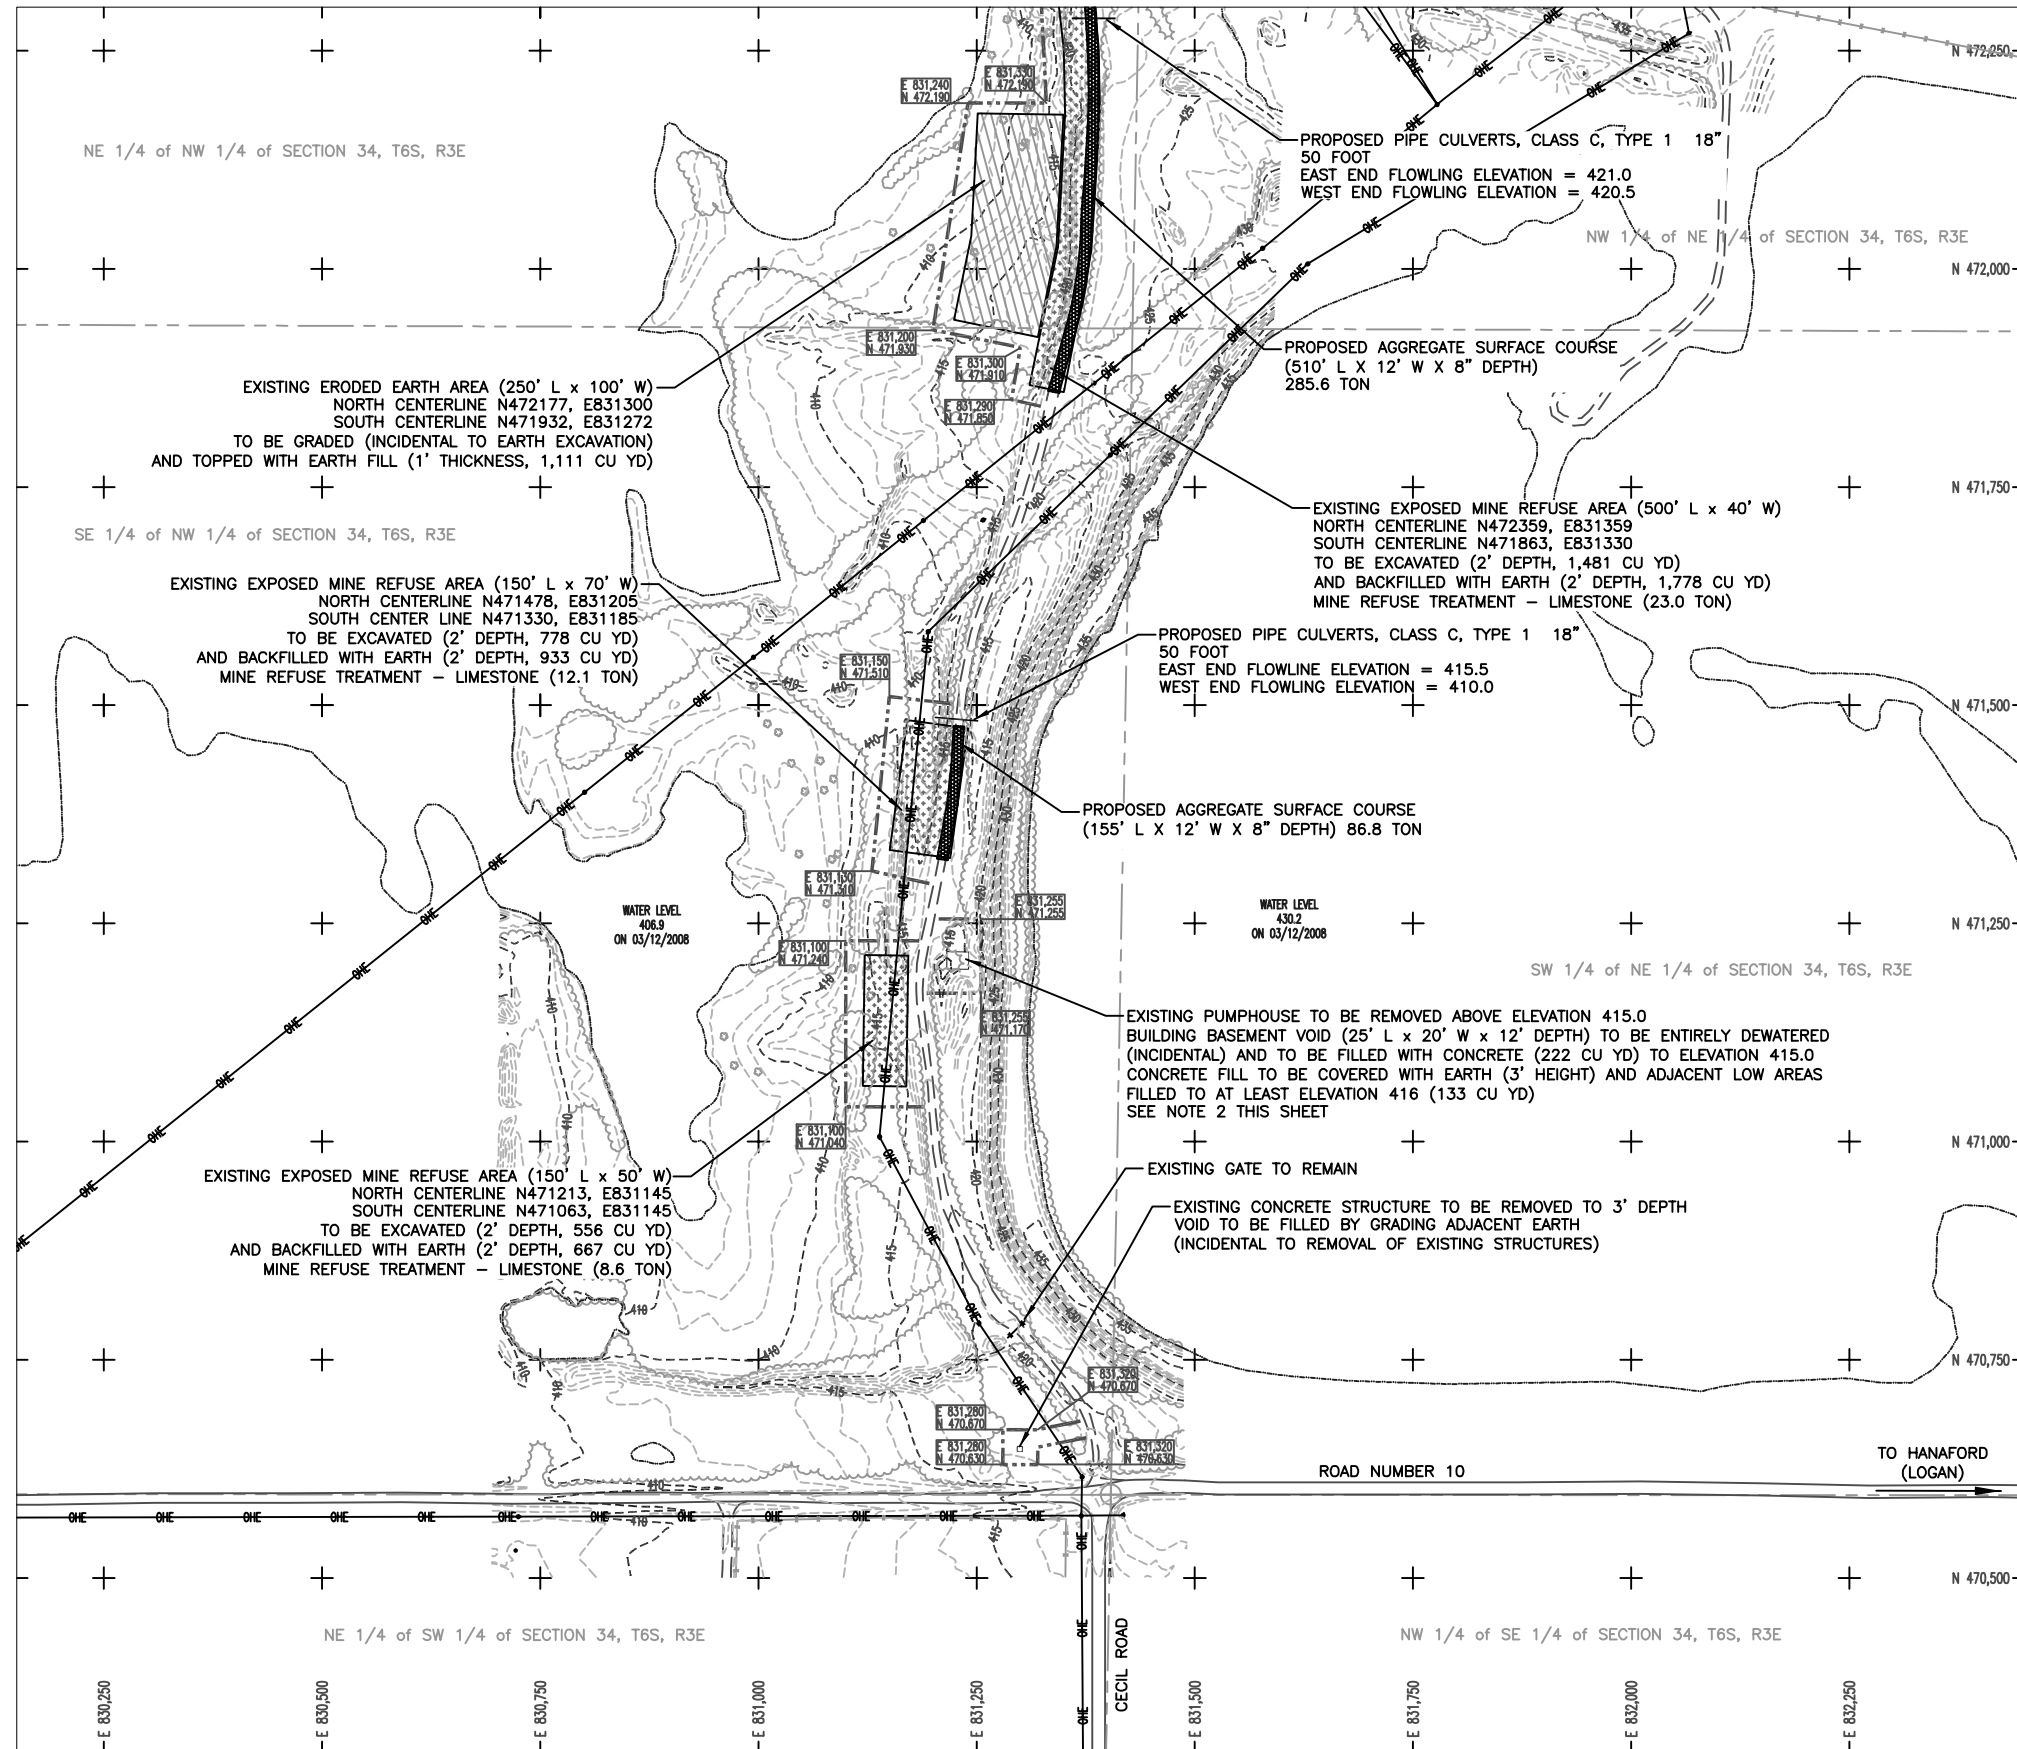 N 472,250
E 831,240
N 472,190
E 831,330
N 472,190
NE 1/4 of NW 1/4 of SECTION 34, T6S, R3E
PROPOSED PIPE CULVERTS, CLASS C, TYPE 1 18"
50 FOOT
EAST END FLOWLING ELEVATION = 421.0
WEST END FLOWLING ELEVATION = 420.5
NW 1/4 of NE 1/4 of SECTION 34, T6S, R3E
N 472,000
E 831,200
N 471,930
E 831,300
N 471,910
E 831,290
N 471,850
PROPOSED AGGREGATE SURFACE COURSE
(510' L X 12' W X 8" DEPTH)
285.6 TON
EXISTING ERODED EARTH AREA (250' L x 100' W)
NORTH CENTERLINE N472177, E831300
SOUTH CENTERLINE N471932, E831272
TO BE GRADED (INCIDENTAL TO EARTH EXCAVATION)
AND TOPPED WITH EARTH FILL (1' THICKNESS, 1,111 CU YD)
N 471,750
EXISTING EXPOSED MINE REFUSE AREA (500' L x 40' W)
NORTH CENTERLINE N472359, E831359
SOUTH CENTERLINE N471863, E831330
TO BE EXCAVATED (2' DEPTH, 1,481 CU YD)
AND BACKFILLED WITH EARTH (2' DEPTH, 1,778 CU YD)
MINE REFUSE TREATMENT – LIMESTONE (23.0 TON)
SE 1/4 of NW 1/4 of SECTION 34, T6S, R3E
EXISTING EXPOSED MINE REFUSE AREA (150' L x 70' W)
NORTH CENTERLINE N471478, E831205
SOUTH CENTER LINE N471330, E831185
TO BE EXCAVATED (2' DEPTH, 778 CU YD)
AND BACKFILLED WITH EARTH (2' DEPTH, 933 CU YD)
MINE REFUSE TREATMENT – LIMESTONE (12.1 TON)
PROPOSED PIPE CULVERTS, CLASS C, TYPE 1 18"
50 FOOT
EAST END FLOWLINE ELEVATION = 415.5
WEST END FLOWLING ELEVATION = 410.0
E 831,150
N 471,510
N 471,500
PROPOSED AGGREGATE SURFACE COURSE
(155' L X 12' W X 8" DEPTH) 86.8 TON
E 831,130
N 471,310
E 831,255
N 471,255
WATER LEVEL
406.9
ON 03/12/2008
WATER LEVEL
430.2
ON 03/12/2008
N 471,250
E 831,100
N 471,240
SW 1/4 of NE 1/4 of SECTION 34, T6S, R3E
E 831,255
N 471,170
EXISTING PUMPHOUSE TO BE REMOVED ABOVE ELEVATION 415.0
BUILDING BASEMENT VOID (25' L x 20' W x 12' DEPTH) TO BE ENTIRELY DEWATERED
(INCIDENTAL) AND TO BE FILLED WITH CONCRETE (222 CU YD) TO ELEVATION 415.0
CONCRETE FILL TO BE COVERED WITH EARTH (3' HEIGHT) AND ADJACENT LOW AREAS
FILLED TO AT LEAST ELEVATION 416 (133 CU YD)
SEE NOTE 2 THIS SHEET
E 831,100
N 471,040
N 471,000
EXISTING EXPOSED MINE REFUSE AREA (150' L x 50' W)
NORTH CENTERLINE N471213, E831145
SOUTH CENTERLINE N471063, E831145
TO BE EXCAVATED (2' DEPTH, 556 CU YD)
AND BACKFILLED WITH EARTH (2' DEPTH, 667 CU YD)
MINE REFUSE TREATMENT – LIMESTONE (8.6 TON)
EXISTING GATE TO REMAIN
EXISTING CONCRETE STRUCTURE TO BE REMOVED TO 3' DEPTH
VOID TO BE FILLED BY GRADING ADJACENT EARTH
(INCIDENTAL TO REMOVAL OF EXISTING STRUCTURES)
N 470,750
E 831,320
N 470,670
E 831,280
N 470,670
E 831,280
N 470,630
E 831,320
N 470,630
ROAD NUMBER 10
TO HANAFORD
(LOGAN)
N 470,500
CECIL ROAD
NE 1/4 of SW 1/4 of SECTION 34, T6S, R3E
NW 1/4 of SE 1/4 of SECTION 34, T6S, R3E
E 830,250
E 830,500
E 830,750
E 831,000
E 831,250
E 831,500
E 831,750
E 832,000
E 832,250